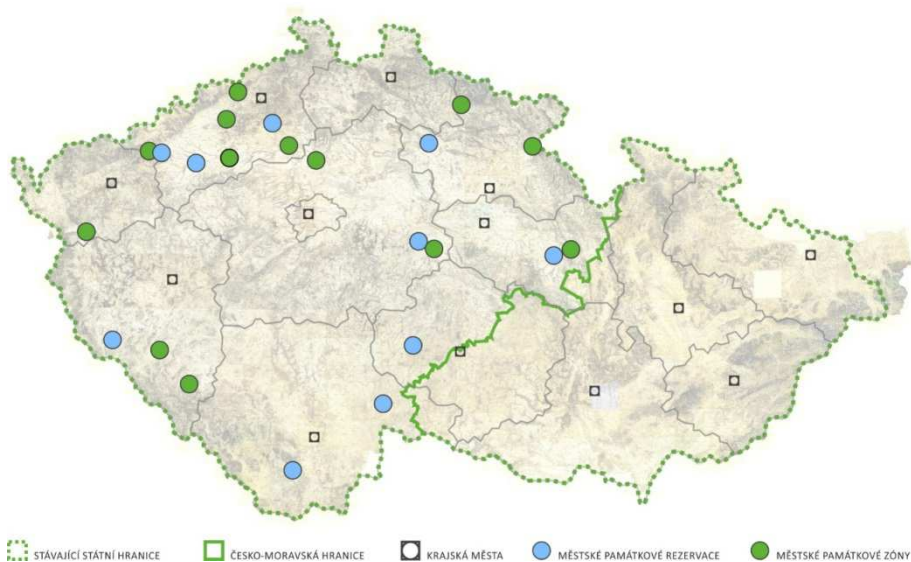 STÁVAJÍCÍ STÁTNÍ HRANICE ČESKO-MORAVSKÁ HRANICE KRAJSKÁ MĚSTA MĚSTSKÉ PAMÁTKOVÉ REZERVACE MĚSTSKÉ PAMÁTKOVÉ ZÓNY